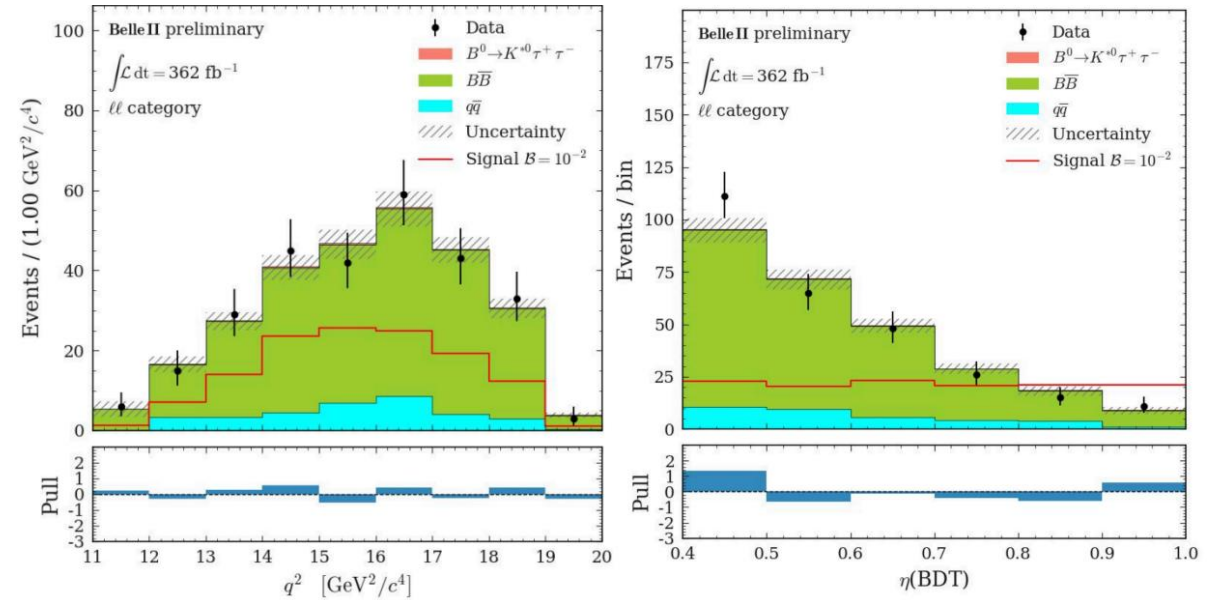 Belle II preliminary
∫ℒ dt = 362 fb⁻¹
ℓℓ category
Data
B⁰→K*⁰τ⁺τ⁻
BB̅
qq̅
Uncertainty
Signal ℬ = 10⁻²
Events / (1.00 GeV²/c⁴)
100
80
60
40
20
0
Pull
2
1
0
-1
-2
-3
11 12 13 14 15 16 17 18 19 20
q² [GeV²/c⁴]
Belle II preliminary
∫ℒ dt = 362 fb⁻¹
ℓℓ category
Data
B⁰→K*⁰τ⁺τ⁻
BB̅
qq̅
Uncertainty
Signal ℬ = 10⁻²
Events / bin
175
150
125
100
75
50
25
0
Pull
2
1
0
-1
-2
-3
0.4 0.5 0.6 0.7 0.8 0.9 1.0
η(BDT)